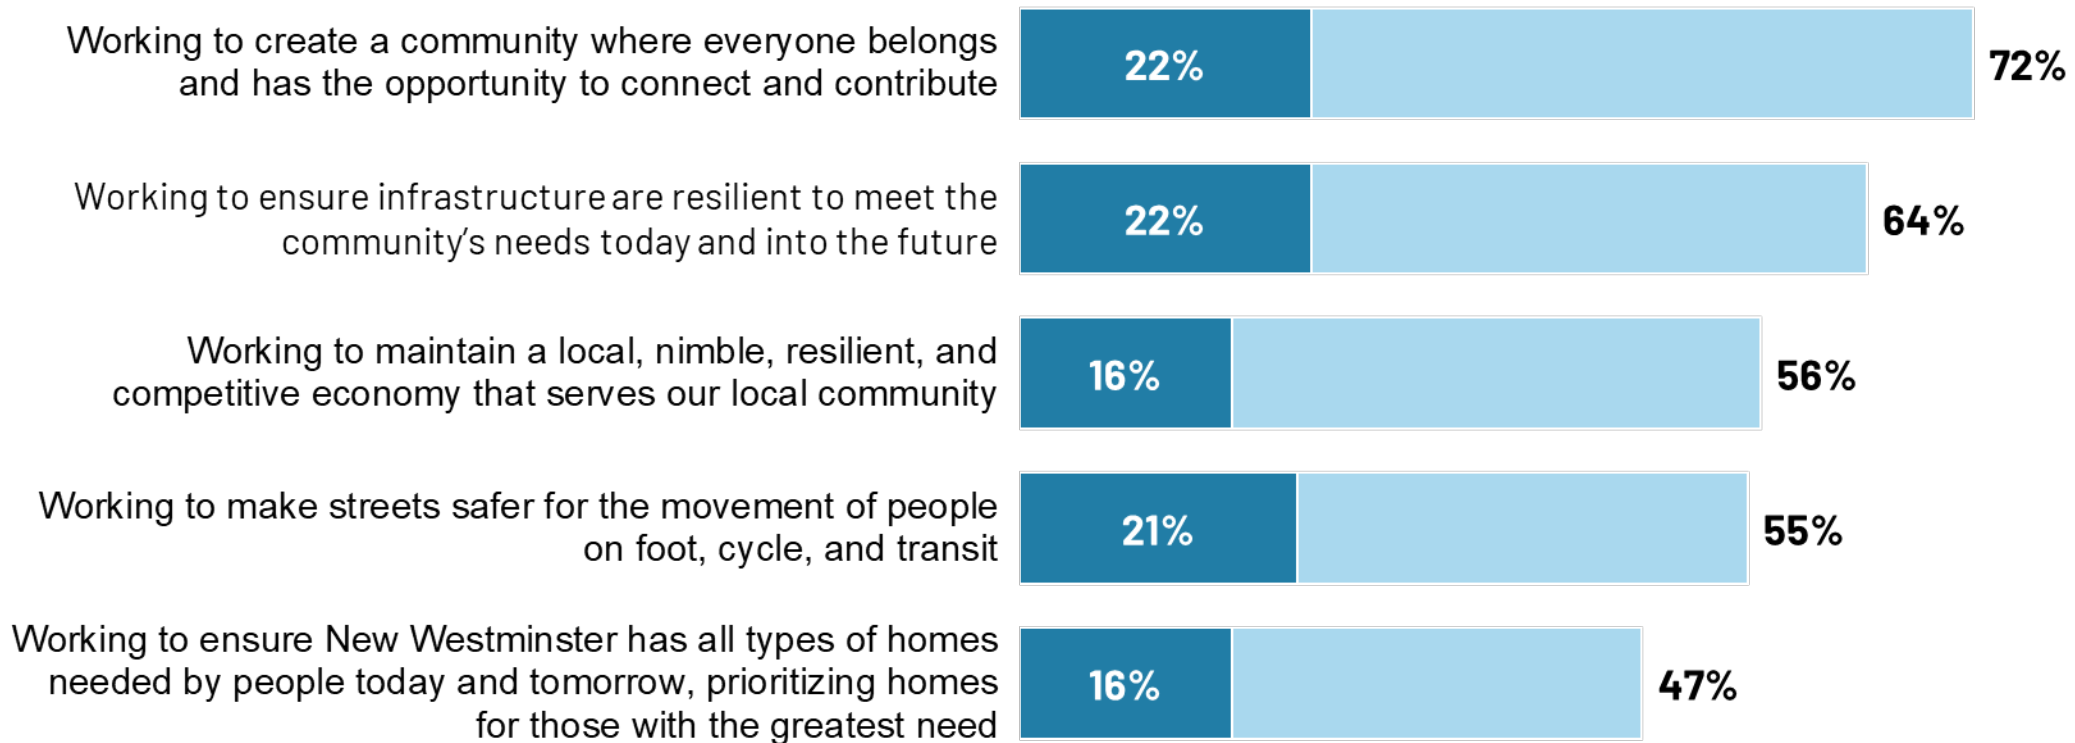 Working to create a community where everyone belongs
and has the opportunity to connect and contribute
22%
72%
Working to ensure infrastructure are resilient to meet the
community’s needs today and into the future
22%
64%
Working to maintain a local, nimble, resilient, and
competitive economy that serves our local community
16%
56%
Working to make streets safer for the movement of people
on foot, cycle, and transit
21%
55%
Working to ensure New Westminster has all types of homes
needed by people today and tomorrow, prioritizing homes
for those with the greatest need
16%
47%